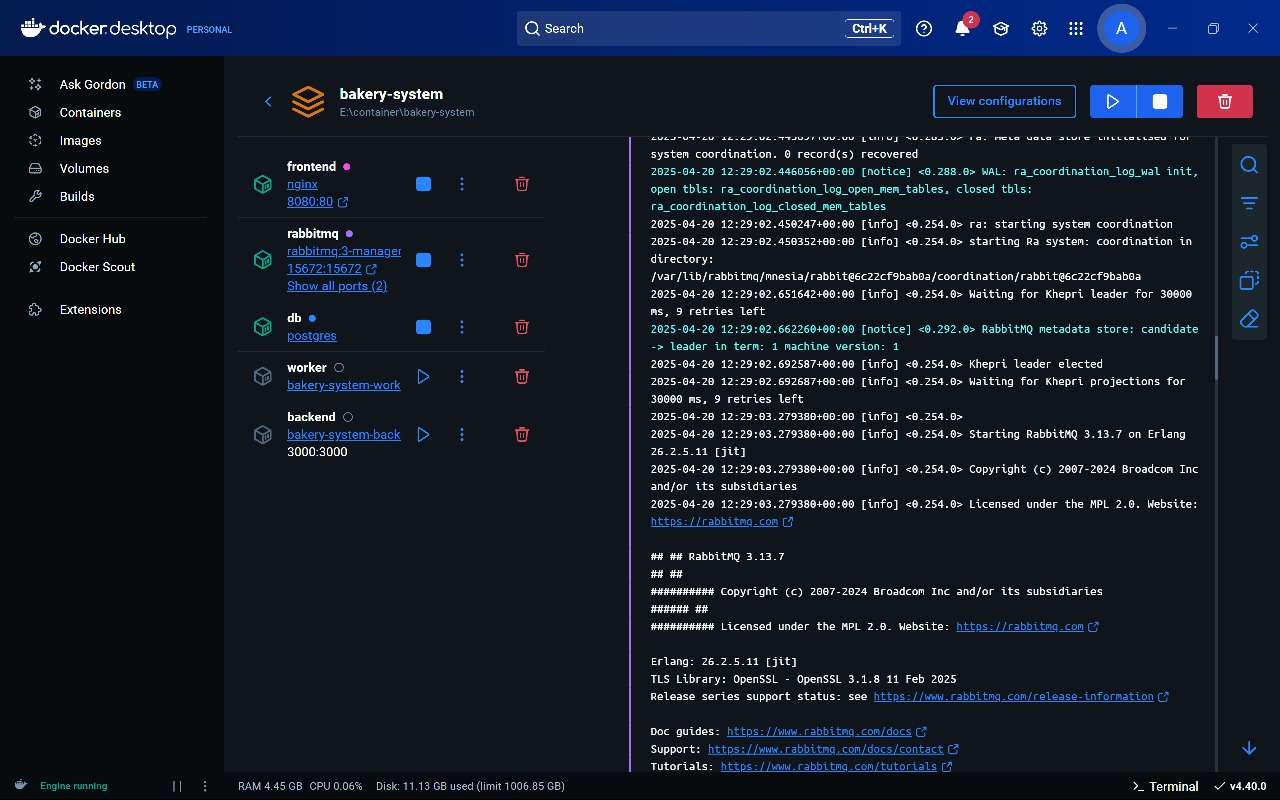 docker.desktop PERSONAL
Search
Ctrl+K
2
A
Ask Gordon BETA
Containers
Images
Volumes
Builds
Docker Hub
Docker Scout
Extensions
bakery-system
E:\container\bakery-system
View configurations
frontend
nginx
8080:80
rabbitmq
rabbitmq:3-manager
15672:15672
Show all ports (2)
db
postgres
worker
bakery-system-work
backend
bakery-system-back
3000:3000
2025-04-20 12:29:02.445897+00:00 [info] <0.285.0> ra: meta data store initialised for
system coordination. 0 record(s) recovered
2025-04-20 12:29:02.446056+00:00 [notice] <0.288.0> WAL: ra_coordination_log_wal init,
open tbls: ra_coordination_log_open_mem_tables, closed tbls:
ra_coordination_log_closed_mem_tables
2025-04-20 12:29:02.450247+00:00 [info] <0.254.0> ra: starting system coordination
2025-04-20 12:29:02.450352+00:00 [info] <0.254.0> starting Ra system: coordination in
directory:
/var/lib/rabbitmq/mnesia/rabbit@6c22cf9bab0a/coordination/rabbit@6c22cf9bab0a
2025-04-20 12:29:02.651642+00:00 [info] <0.254.0> Waiting for Khepri leader for 30000
ms, 9 retries left
2025-04-20 12:29:02.662260+00:00 [notice] <0.292.0> RabbitMQ metadata store: candidate
-> leader in term: 1 machine version: 1
2025-04-20 12:29:02.692587+00:00 [info] <0.254.0> Khepri leader elected
2025-04-20 12:29:02.692687+00:00 [info] <0.254.0> Waiting for Khepri projections for
30000 ms, 9 retries left
2025-04-20 12:29:03.279380+00:00 [info] <0.254.0>
2025-04-20 12:29:03.279380+00:00 [info] <0.254.0> Starting RabbitMQ 3.13.7 on Erlang
26.2.5.11 [jit]
2025-04-20 12:29:03.279380+00:00 [info] <0.254.0> Copyright (c) 2007-2024 Broadcom Inc
and/or its subsidiaries
2025-04-20 12:29:03.279380+00:00 [info] <0.254.0> Licensed under the MPL 2.0. Website:
https://rabbitmq.com
## ## RabbitMQ 3.13.7
## ##
########## Copyright (c) 2007-2024 Broadcom Inc and/or its subsidiaries
###### ##
########## Licensed under the MPL 2.0. Website: https://rabbitmq.com
Erlang: 26.2.5.11 [jit]
TLS Library: OpenSSL - OpenSSL 3.1.8 11 Feb 2025
Release series support status: see https://www.rabbitmq.com/release-information
Doc guides: https://www.rabbitmq.com/docs
Support: https://www.rabbitmq.com/docs/contact
Tutorials: https://www.rabbitmq.com/tutorials
Engine running
RAM 4.45 GB CPU 0.06% Disk: 11.13 GB used (limit 1006.85 GB)
>_ Terminal
v4.40.0